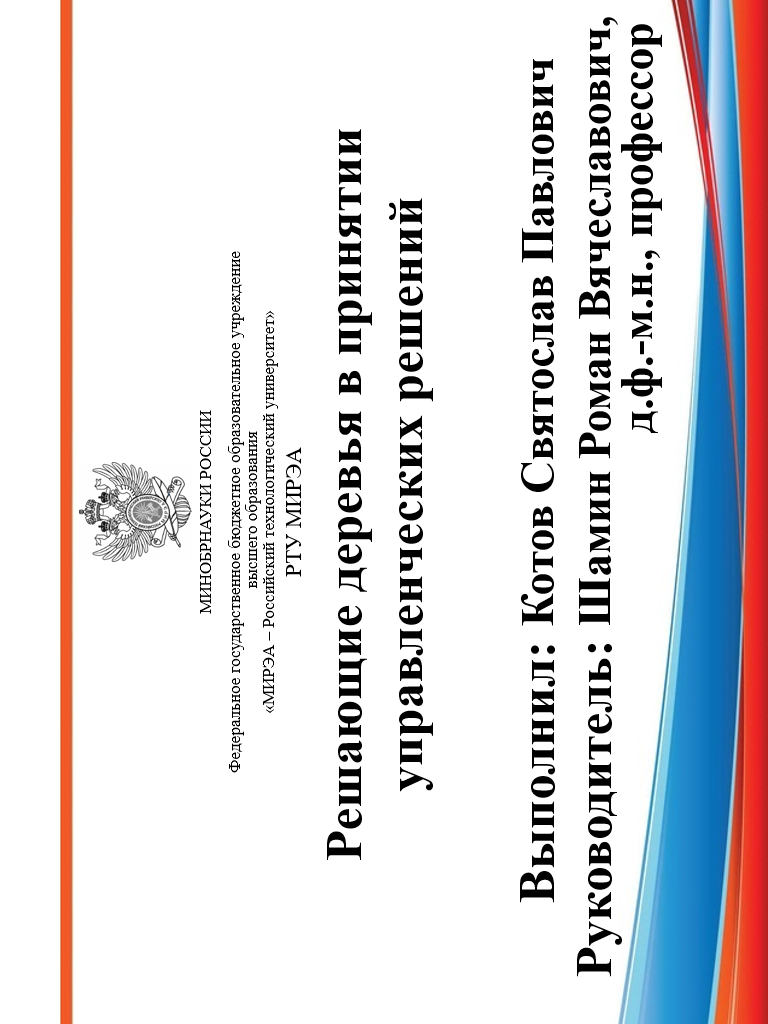 МИНОБРНАУКИ РОССИИ
Федеральное государственное бюджетное образовательное учреждение
высшего образования
«МИРЭА – Российский технологический университет»
РТУ МИРЭА
Решающие деревья в принятии
управленческих решений
Выполнил: Котов Святослав Павлович
Руководитель: Шамин Роман Вячеславович,
д.ф.-м.н., профессор